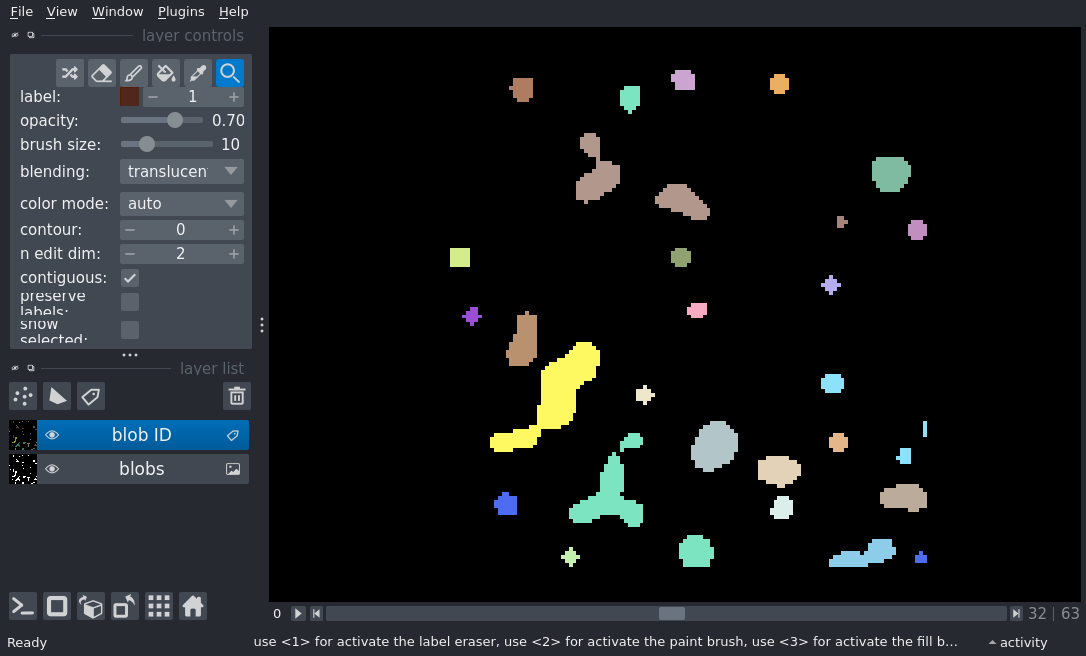 File View Window Plugins Help
layer controls
label: 1
opacity: 0.70
brush size: 10
blending: translucen
color mode: auto
contour: 0
n edit dim: 2
contiguous:
preserve
labels:
show
selected:
layer list
blob ID
blobs
0 32 | 63
Ready use <1> for activate the label eraser, use <2> for activate the paint brush, use <3> for activate the fill b... activity